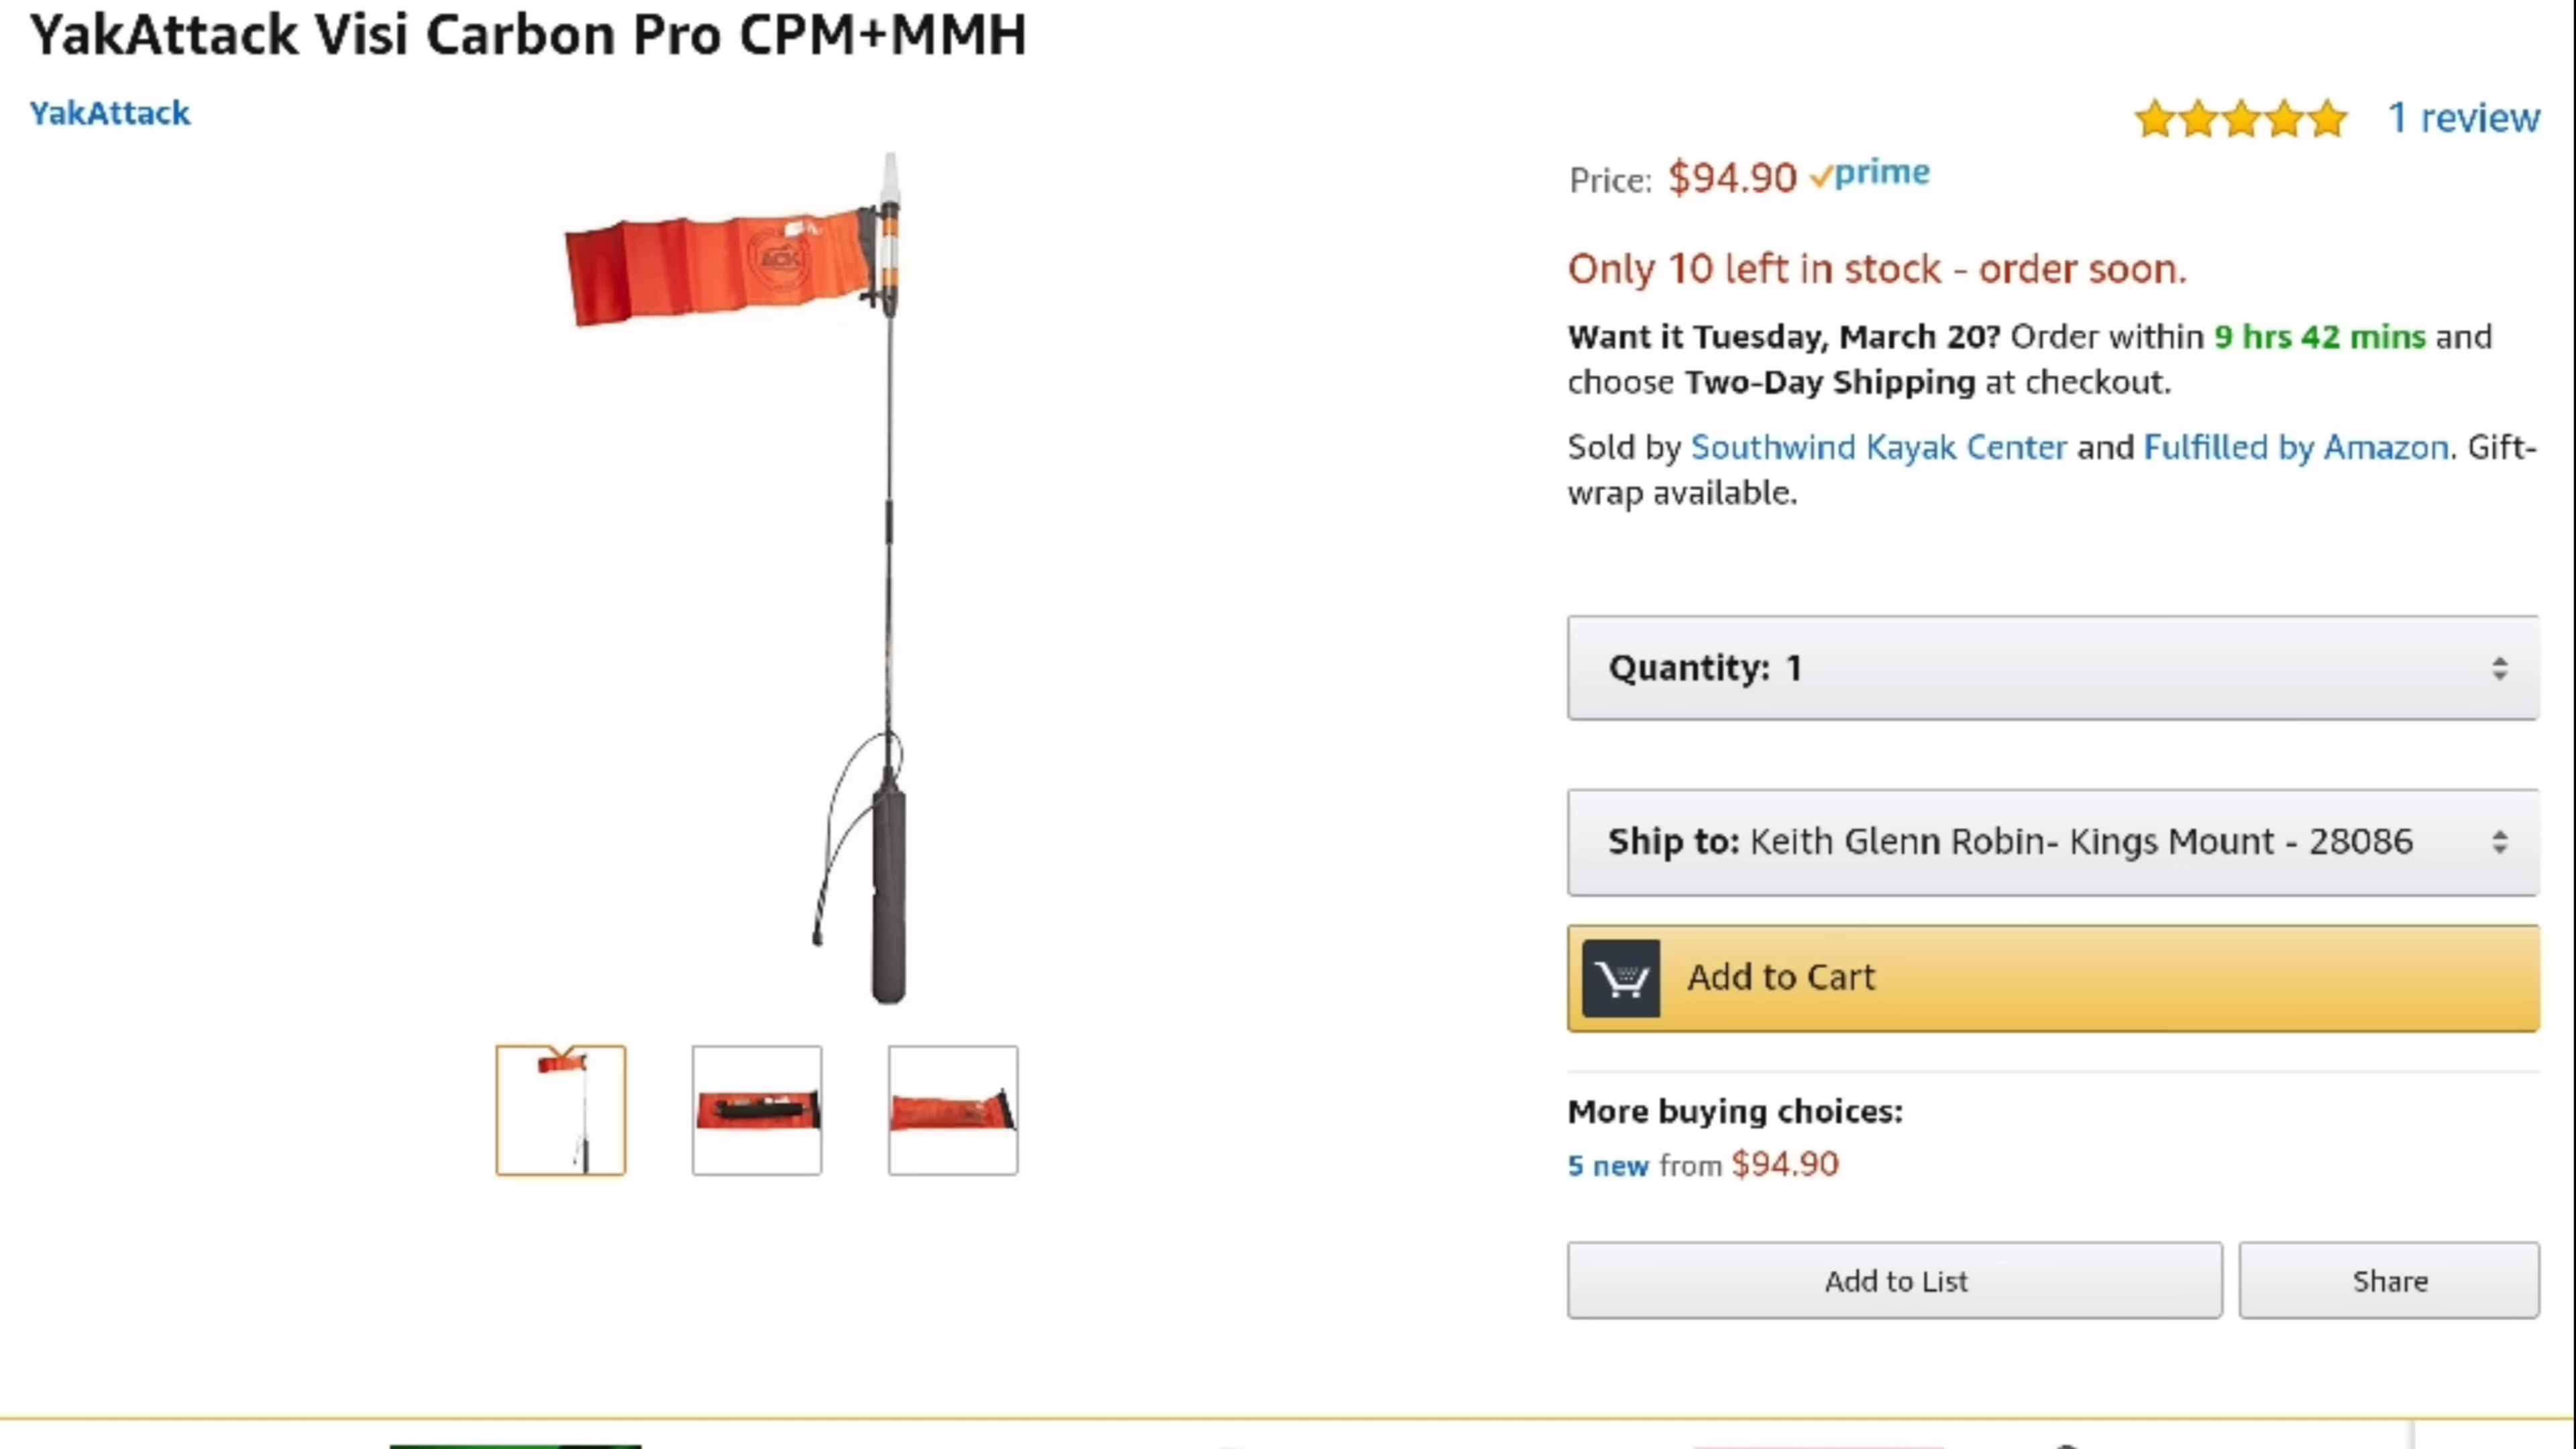 YakAttack Visi Carbon Pro CPM+MMH
YakAttack
1 review
Price: $94.90 prime
Only 10 left in stock - order soon.
Want it Tuesday, March 20? Order within 9 hrs 42 mins and
choose Two-Day Shipping at checkout.
Sold by Southwind Kayak Center and Fulfilled by Amazon. Gift-
wrap available.
Quantity: 1
Ship to: Keith Glenn Robin- Kings Mount - 28086
Add to Cart
More buying choices:
5 new from $94.90
Add to List
Share
ACK